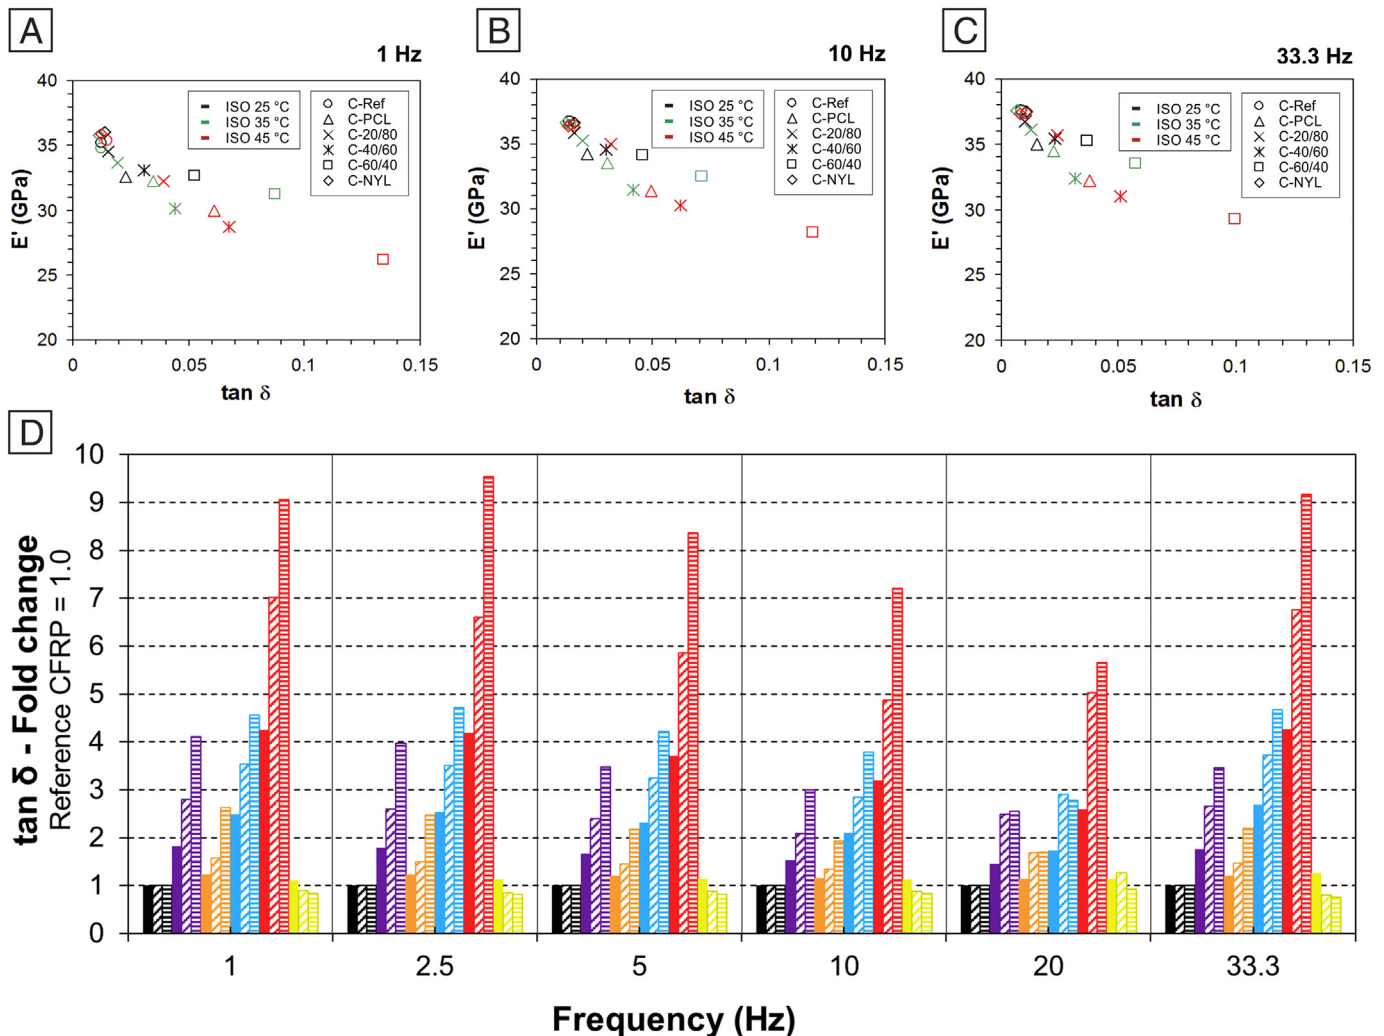 A
1 Hz
40
35
30
25
20
E' (GPa)
0
0.05
0.1
0.15
tan δ
ISO 25 °C
ISO 35 °C
ISO 45 °C
C-Ref
C-PCL
C-20/80
C-40/60
C-60/40
C-NYL
B
10 Hz
40
35
30
25
20
E' (GPa)
0
0.05
0.1
0.15
tan δ
ISO 25 °C
ISO 35 °C
ISO 45 °C
C-Ref
C-PCL
C-20/80
C-40/60
C-60/40
C-NYL
C
33.3 Hz
40
35
30
25
20
E' (GPa)
0
0.05
0.1
0.15
tan δ
ISO 25 °C
ISO 35 °C
ISO 45 °C
C-Ref
C-PCL
C-20/80
C-40/60
C-60/40
C-NYL
D
tan δ - Fold change
Reference CFRP = 1.0
10
9
8
7
6
5
4
3
2
1
0
1
2.5
5
10
20
33.3
Frequency (Hz)